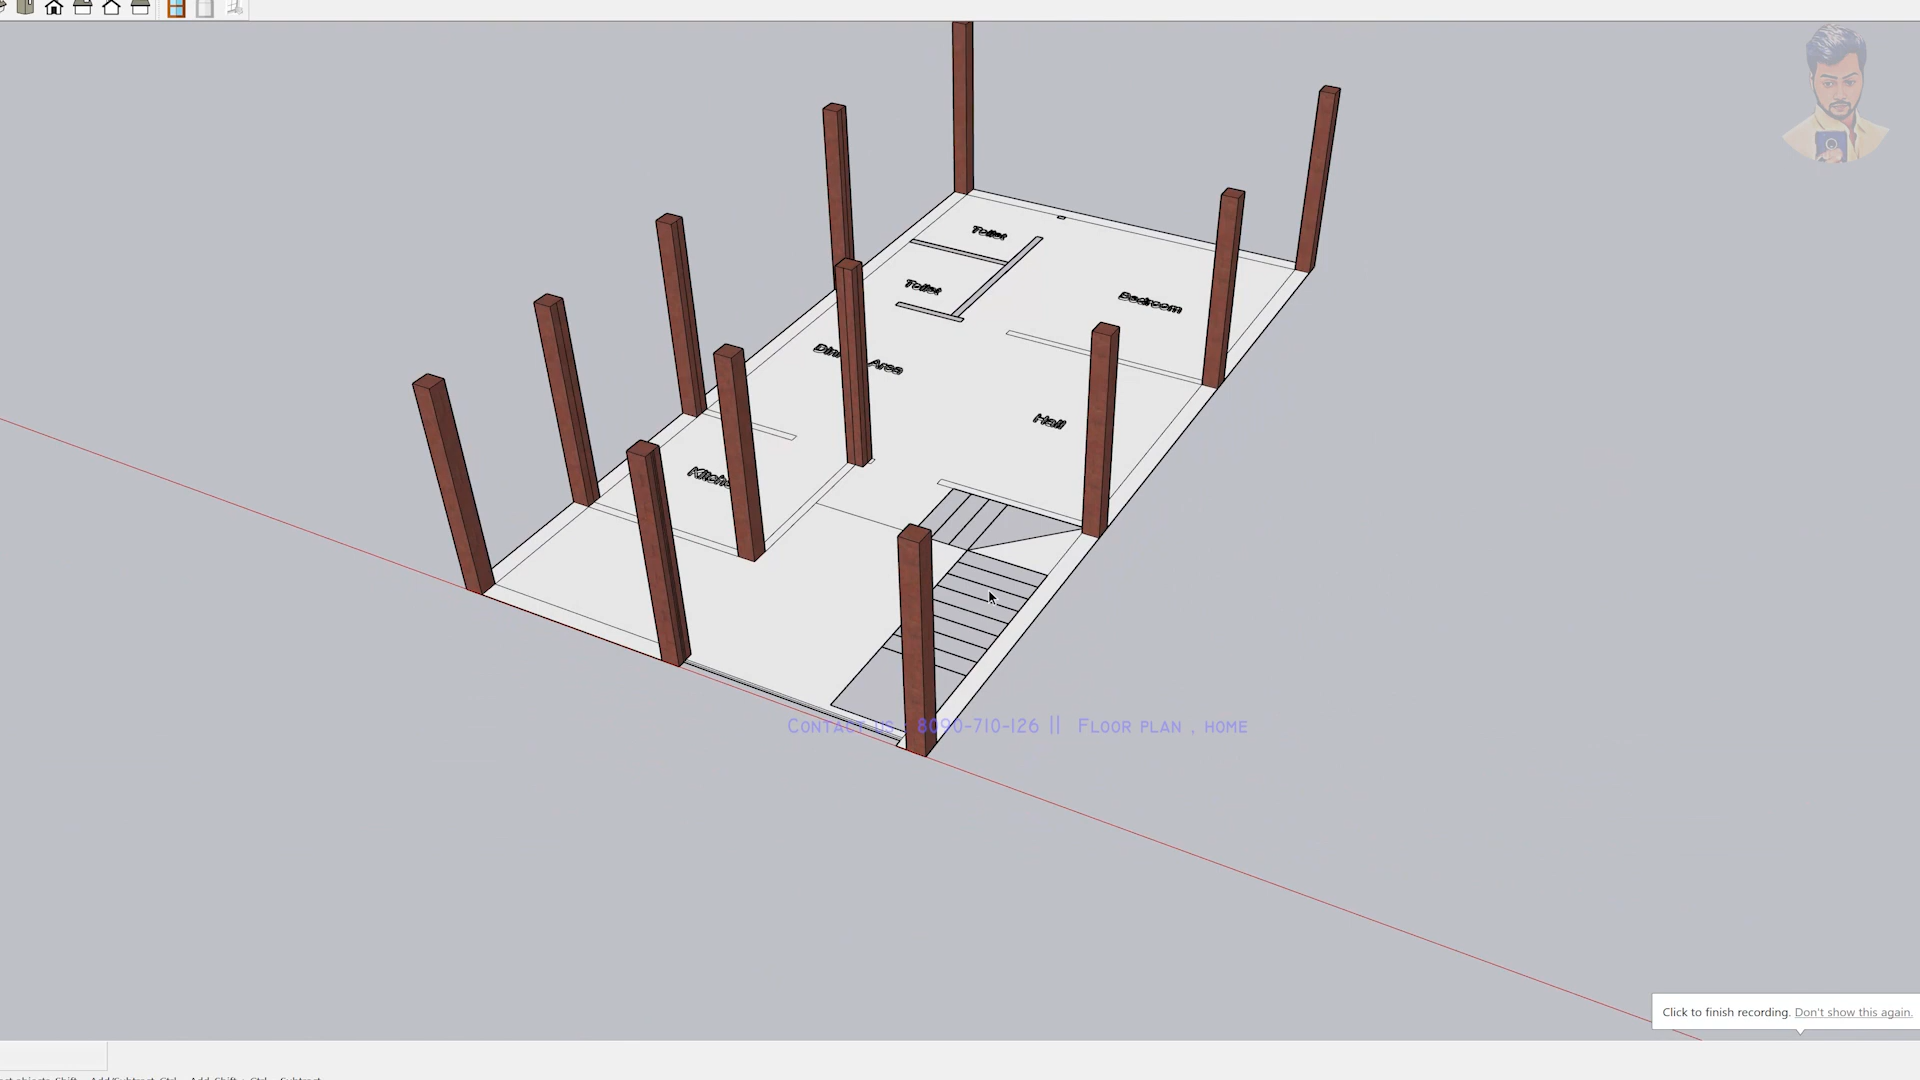 Toilet
Toilet
Bedroom
Area
Hall
Contact us : 8090-710-126 || Floor plan , home
Click to finish recording. Don't show this again.